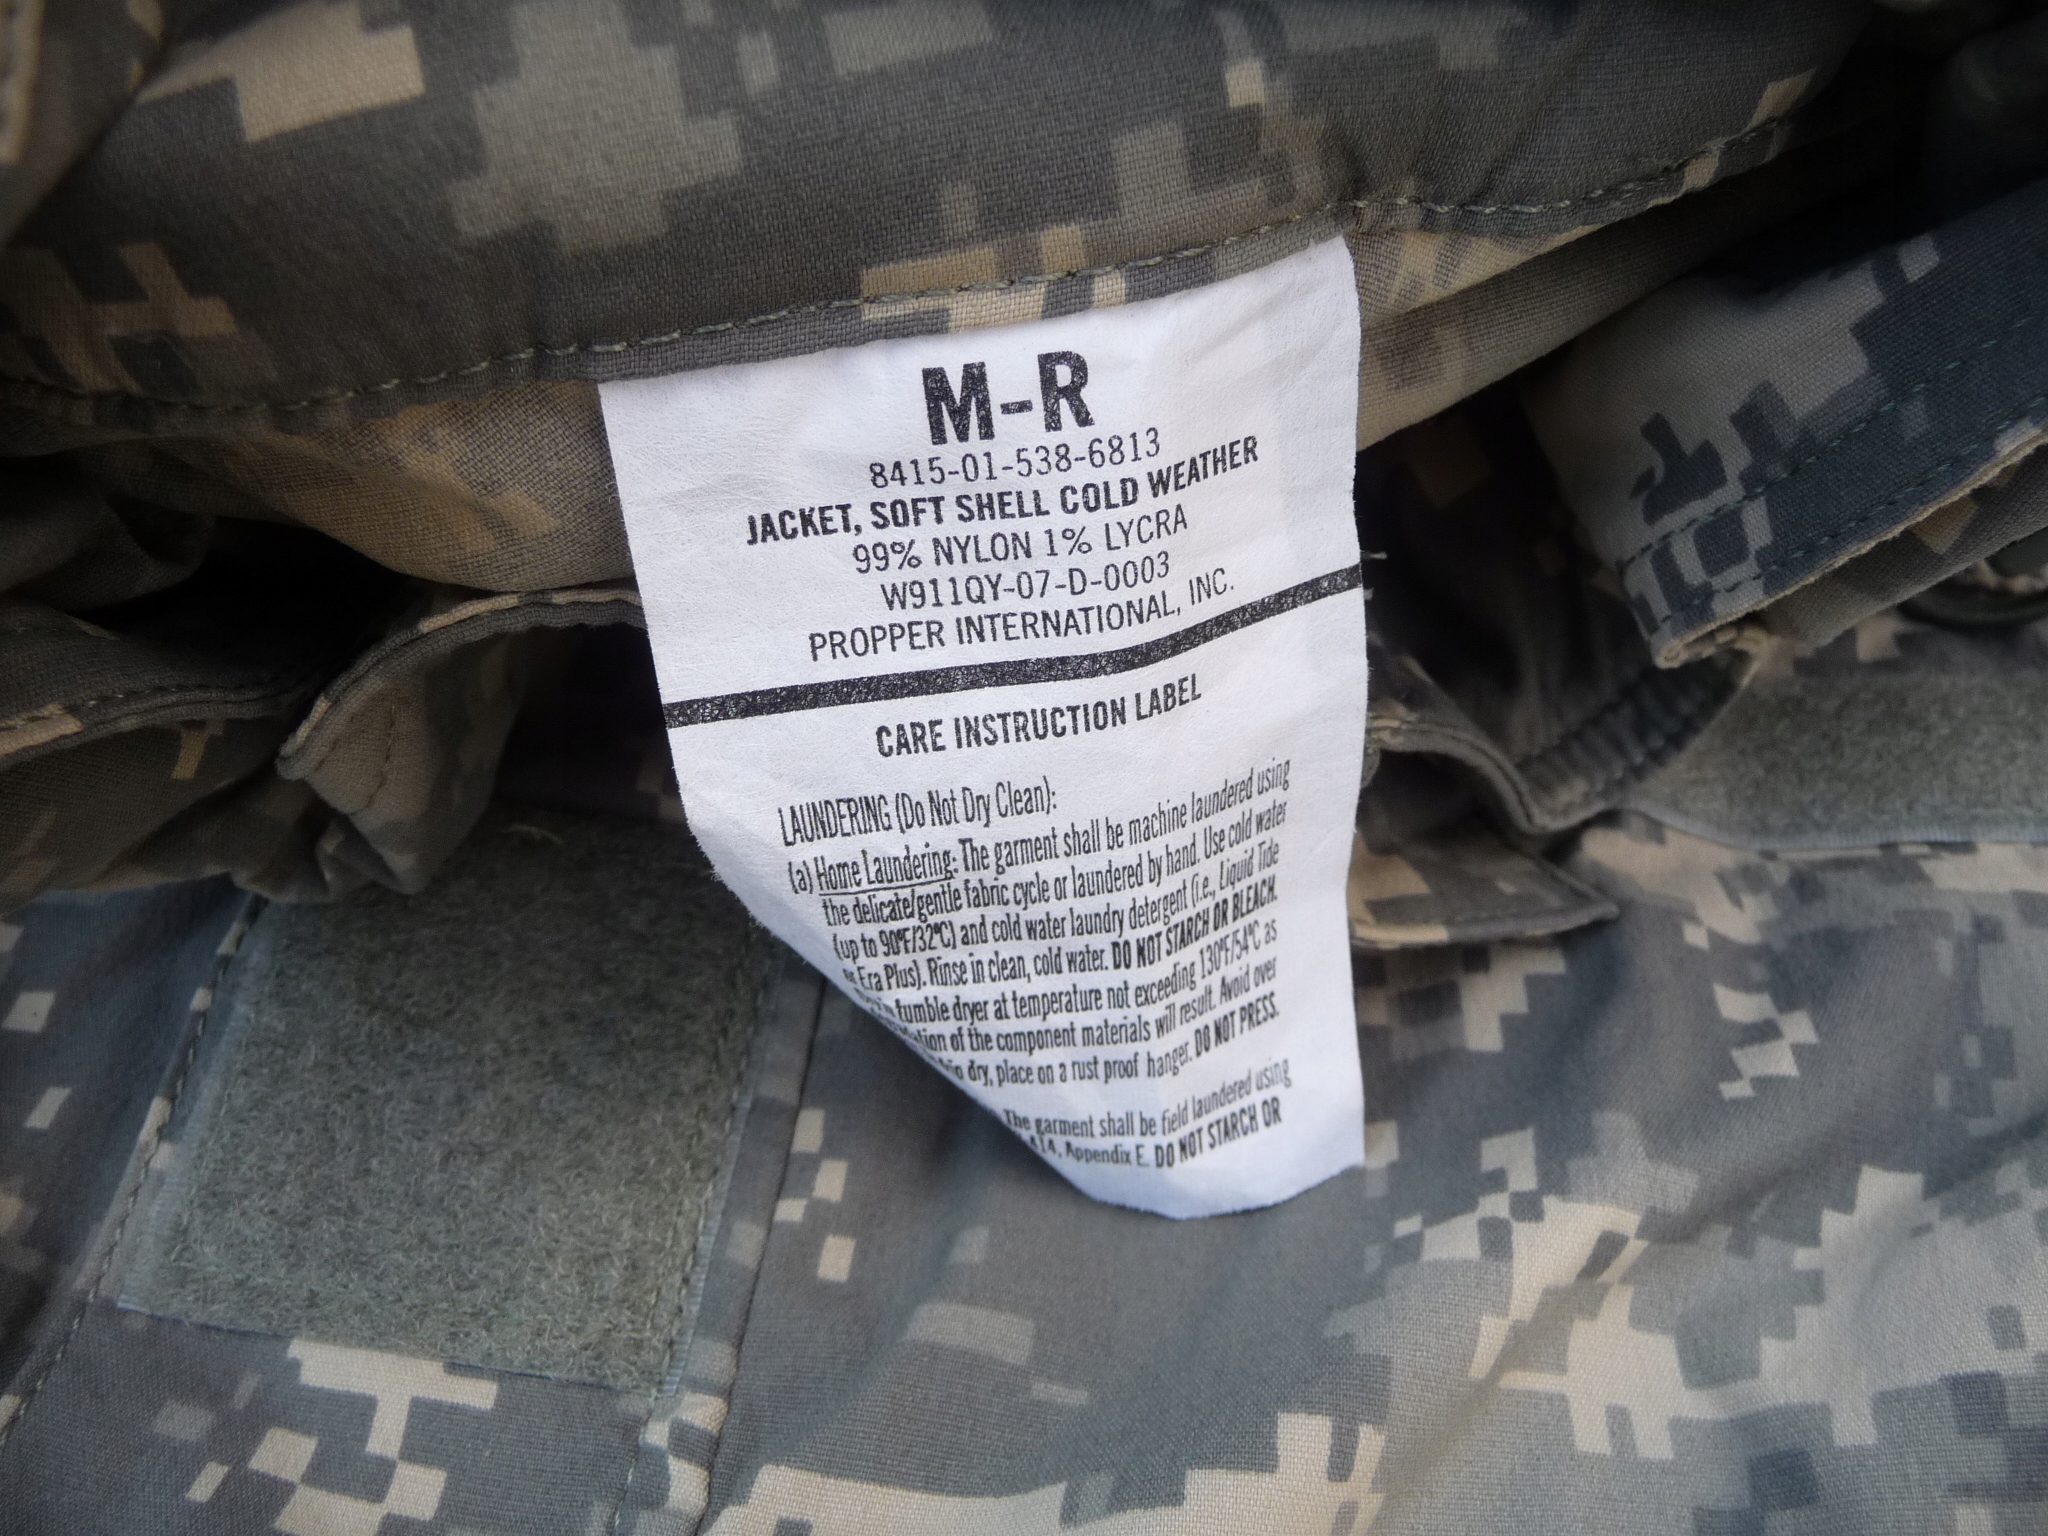 M-R
8415-01-538-6813
JACKET, SOFT SHELL COLD WEATHER
99% NYLON 1% LYCRA
W911QY-07-D-0003
PROPPER INTERNATIONAL, INC.
CARE INSTRUCTION LABEL
LAUNDERING (Do Not Dry Clean):
(a) Home Laundering: The garment shall be machine laundered using
the delicate/gentle fabric cycle or laundered by hand. Use cold water
(up to 90°F/32°C) and cold water laundry detergent (i.e., Liquid Tide
or Era Plus). Rinse in clean, cold water. DO NOT STARCH OR BLEACH.
tumble dryer at temperature not exceeding 130°F/54°C as
of the component materials will result. Avoid over
dry, place on a rust proof hanger. DO NOT PRESS.
The garment shall be field laundered using
Appendix E. DO NOT STARCH OR